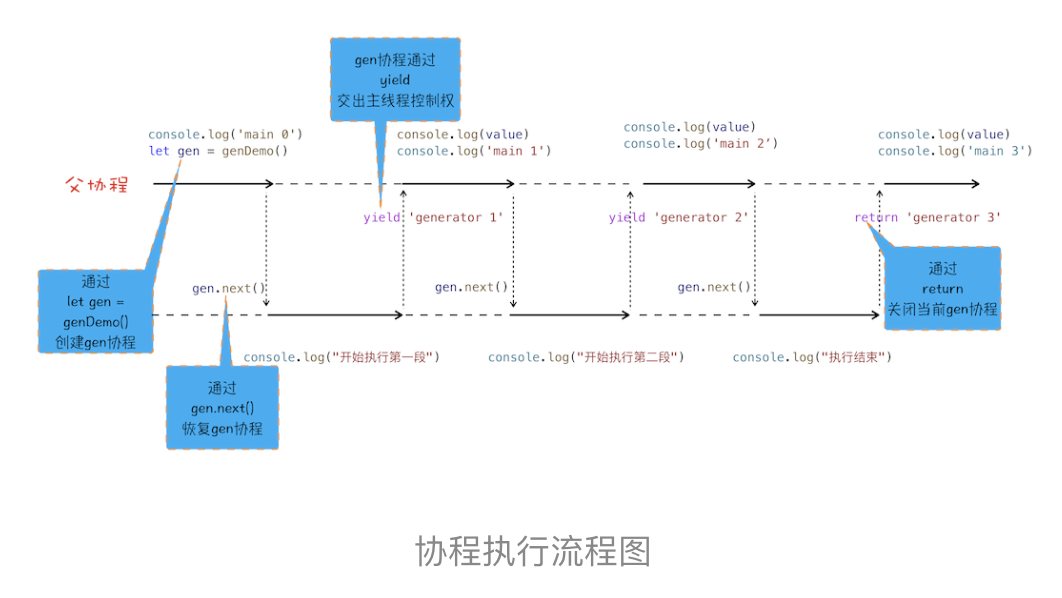 gen协程通过
yield
交出主线程控制权
console.log('main 0')
let gen = genDemo()
console.log(value)
console.log('main 1')
console.log(value)
console.log('main 2')
console.log(value)
console.log('main 3')
父协程
yield 'generator 1'
yield 'generator 2'
return 'generator 3'
通过
let gen =
genDemo()
创建gen协程
gen.next()
gen.next()
gen.next()
通过
return
关闭当前gen协程
console.log("开始执行第一段")
console.log("开始执行第二段")
console.log("执行结束")
通过
gen.next()
恢复gen协程
协程执行流程图